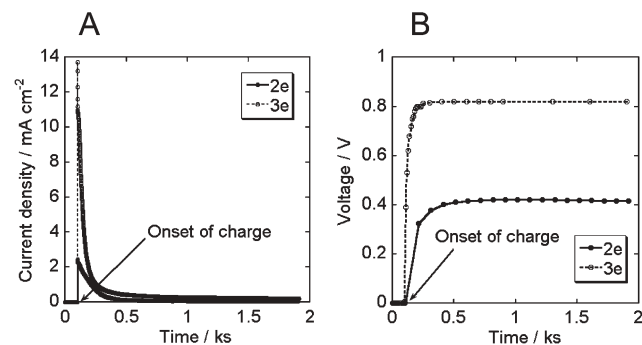 A
B
14
12
10
8
6
4
2
0
Current density / mA cm-2
2e
3e
Onset of charge
0
0.5
1
1.5
2
Time / ks
1
0.8
0.6
0.4
0.2
0
Voltage / V
Onset of charge
2e
3e
0
0.5
1
1.5
2
Time / ks